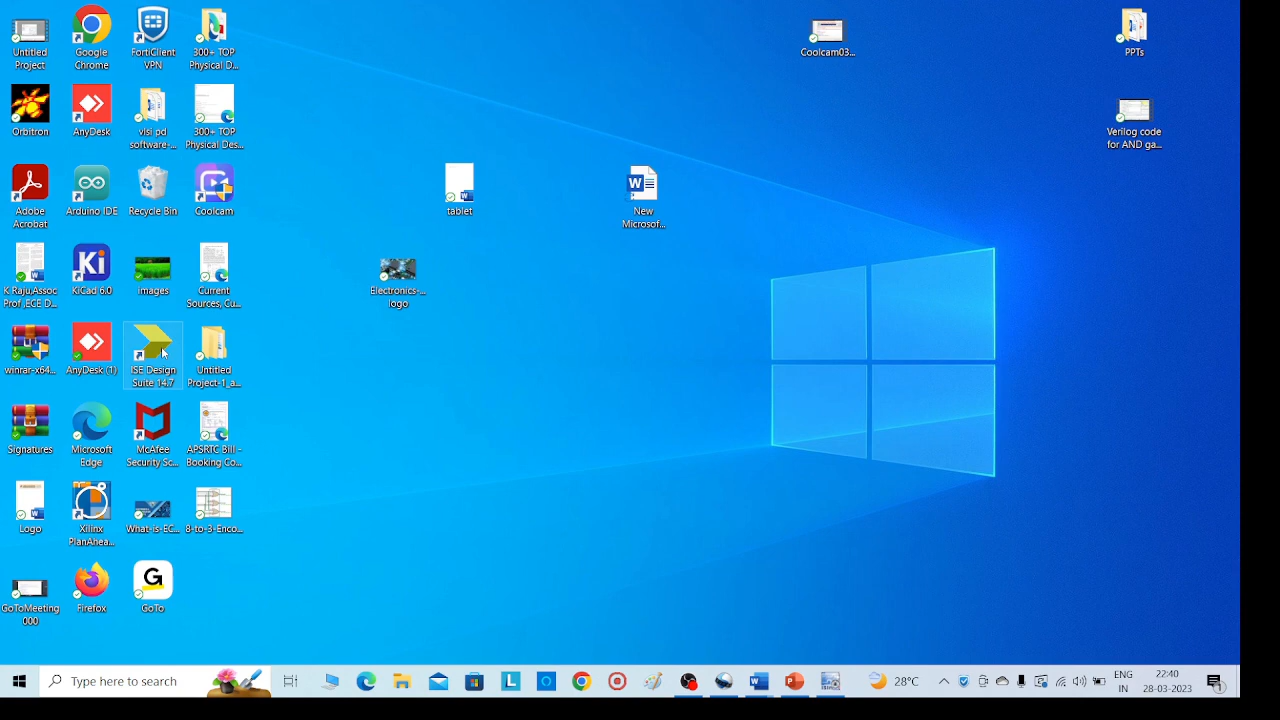 Untitled
Project
Google
Chrome
FortiClient
VPN
300+ TOP
Physical D...
Coolcam03...
PPTs
Orbitron
AnyDesk
vlsi pd
software-...
300+ TOP
Physical Des...
Verilog code
for AND ga...
Adobe
Acrobat
Arduino IDE
Recycle Bin
Coolcam
tablet
W
New
Microsof...
Ki
K Raju,Assoc
Prof ,ECE D...
KiCad 6.0
images
Current
Sources, Cu...
Electronics-...
logo
winrar-x64...
AnyDesk (1)
ISE Design
Suite 14.7
Untitled
Project-1_a...
Signatures
Microsoft
Edge
McAfee
Security Sc...
APSRTC Bill -
Booking Co...
Logo
Xilinx
PlanAhea...
What-is-EC...
8-to-3-Enco...
G
GoToMeeting
000
Firefox
GoTo
Type here to search
L
W
P
28°C
ENG
IN
22:40
28-03-2023
1